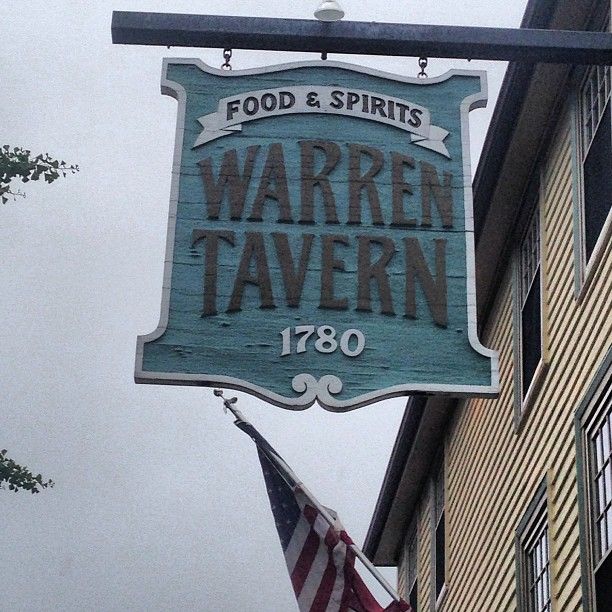 FOOD & SPIRITS
WARREN
TAVERN
1780